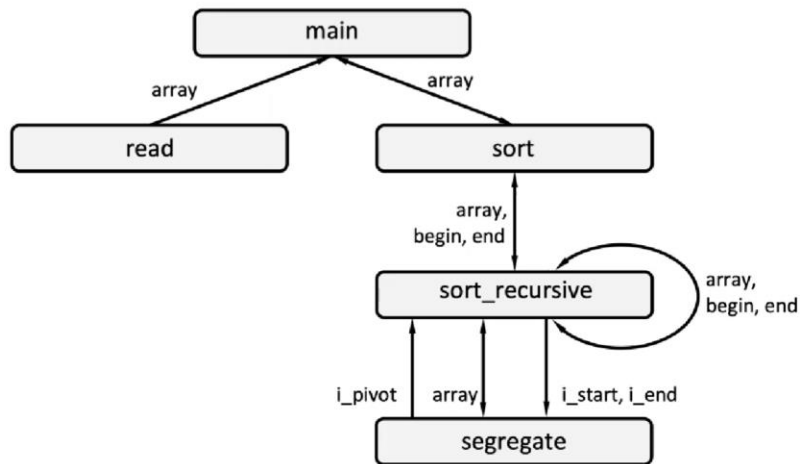 main
array
array
read
sort
array,
begin, end
sort_recursive
array,
begin, end
i_pivot
array
i_start, i_end
segregate